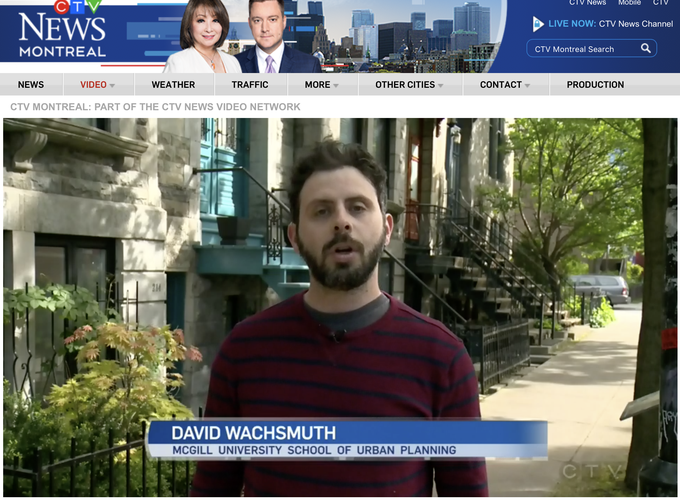 CTV News Mobile CTV
CTV
NEWS
MONTREAL
LIVE NOW: CTV News Channel
CTV Montreal Search
NEWS VIDEO WEATHER TRAFFIC MORE OTHER CITIES CONTACT PRODUCTION
CTV MONTREAL: PART OF THE CTV NEWS VIDEO NETWORK
DAVID WACHSMUTH
MCGILL UNIVERSITY SCHOOL OF URBAN PLANNING
CTV